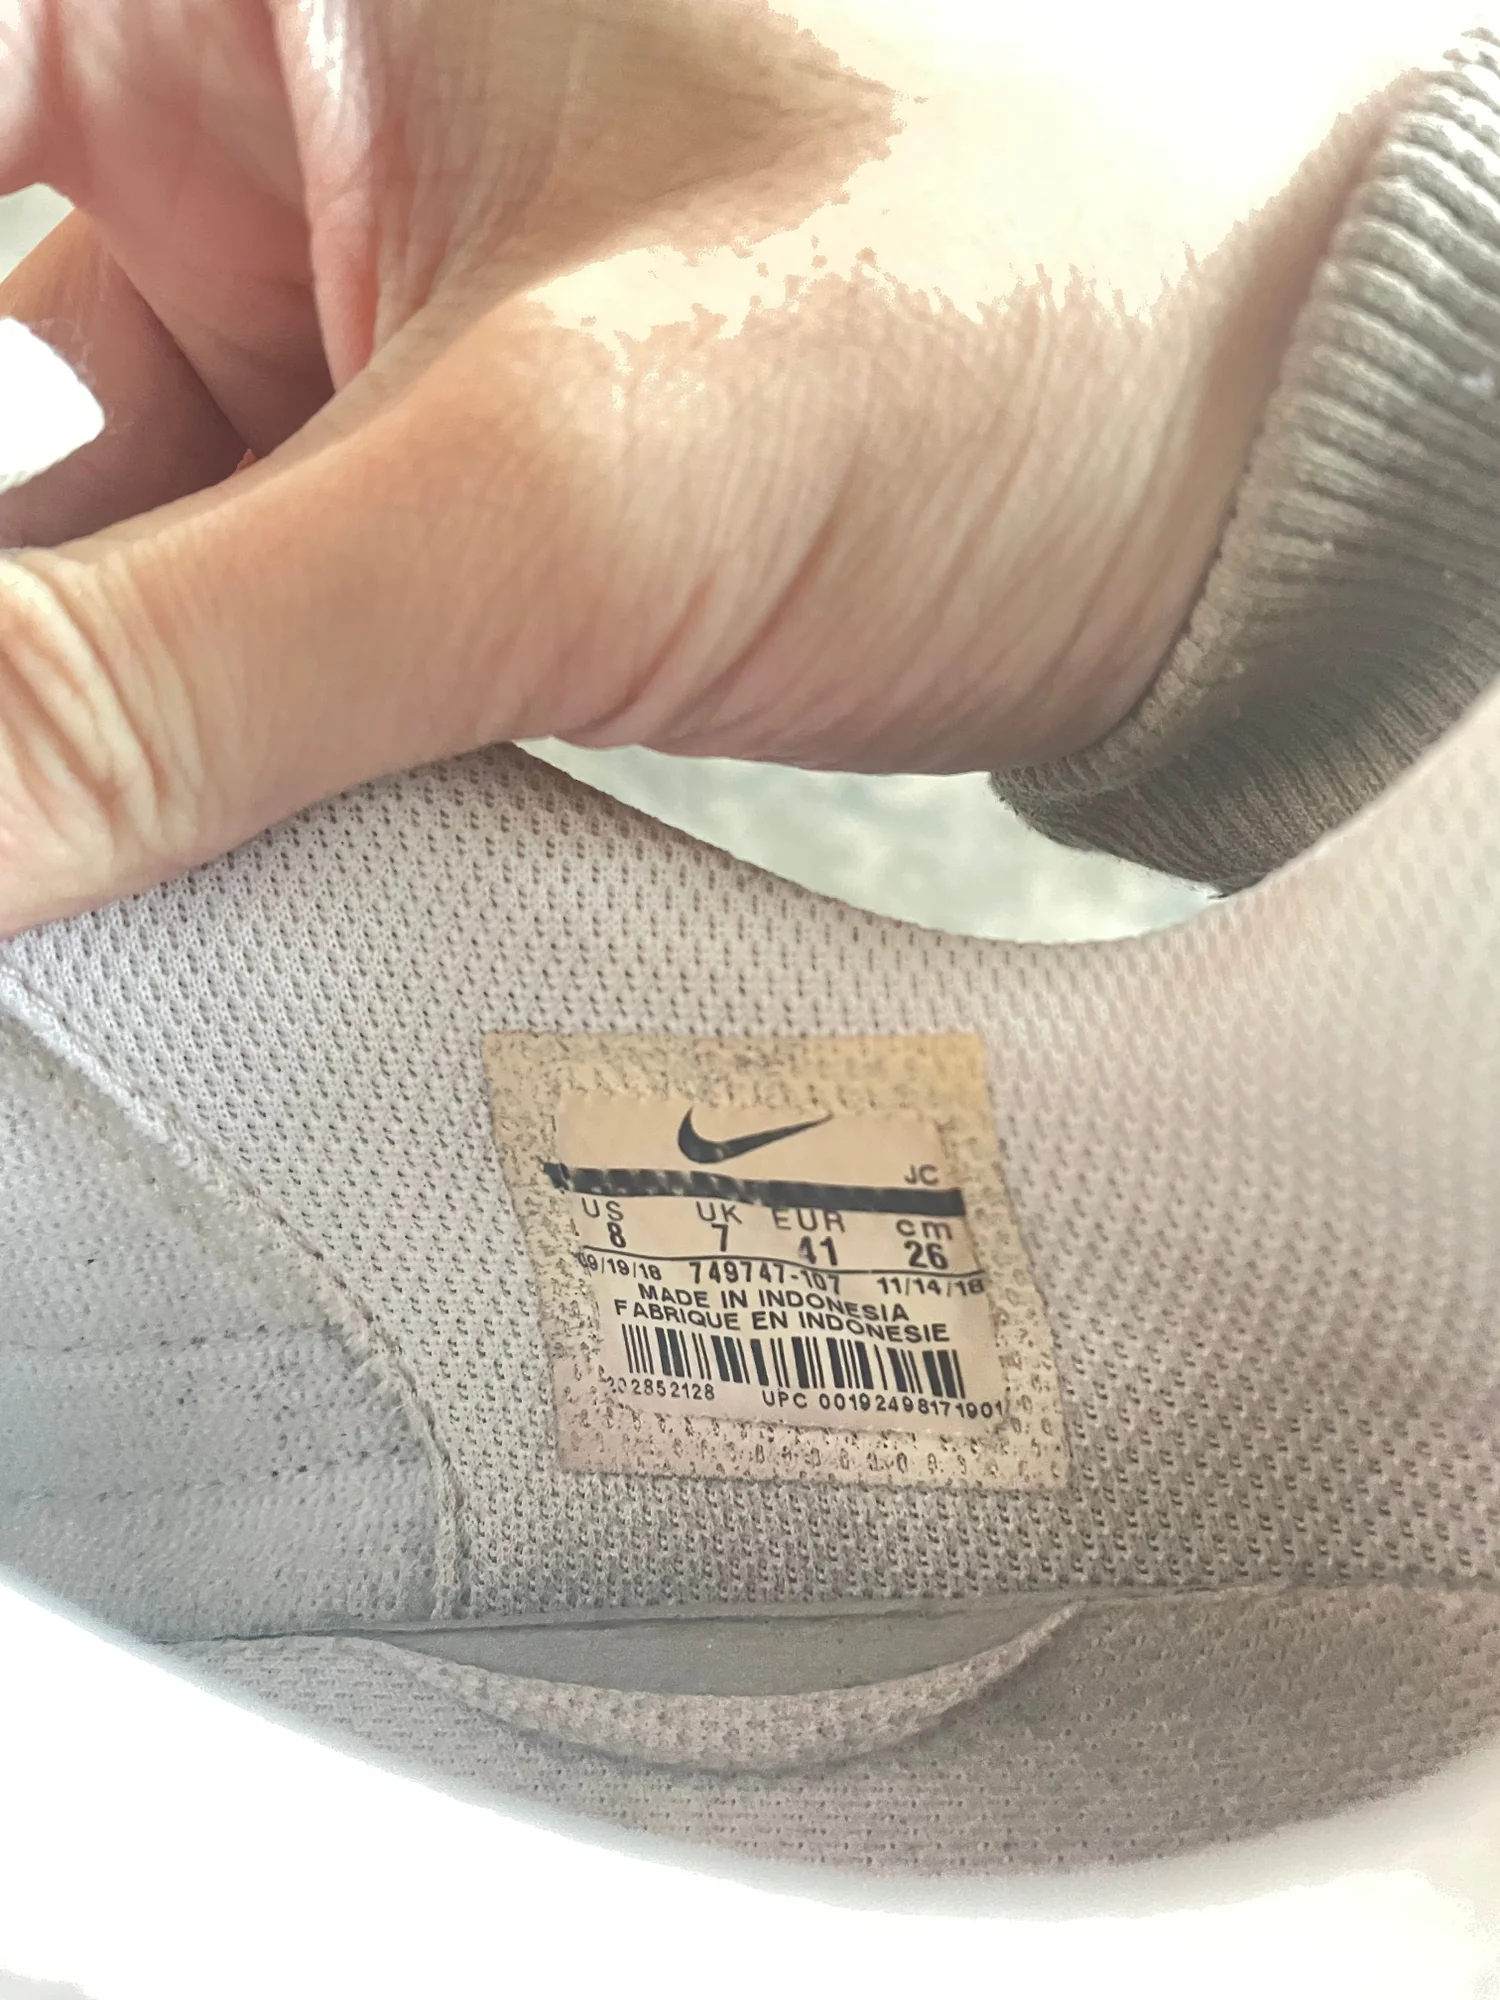 JC
US UK EUR cm
8 7 41 26
09/19/18 749747-107 11/14/18
MADE IN INDONESIA
FABRIQUE EN INDONESIE
UPC 00192498171901